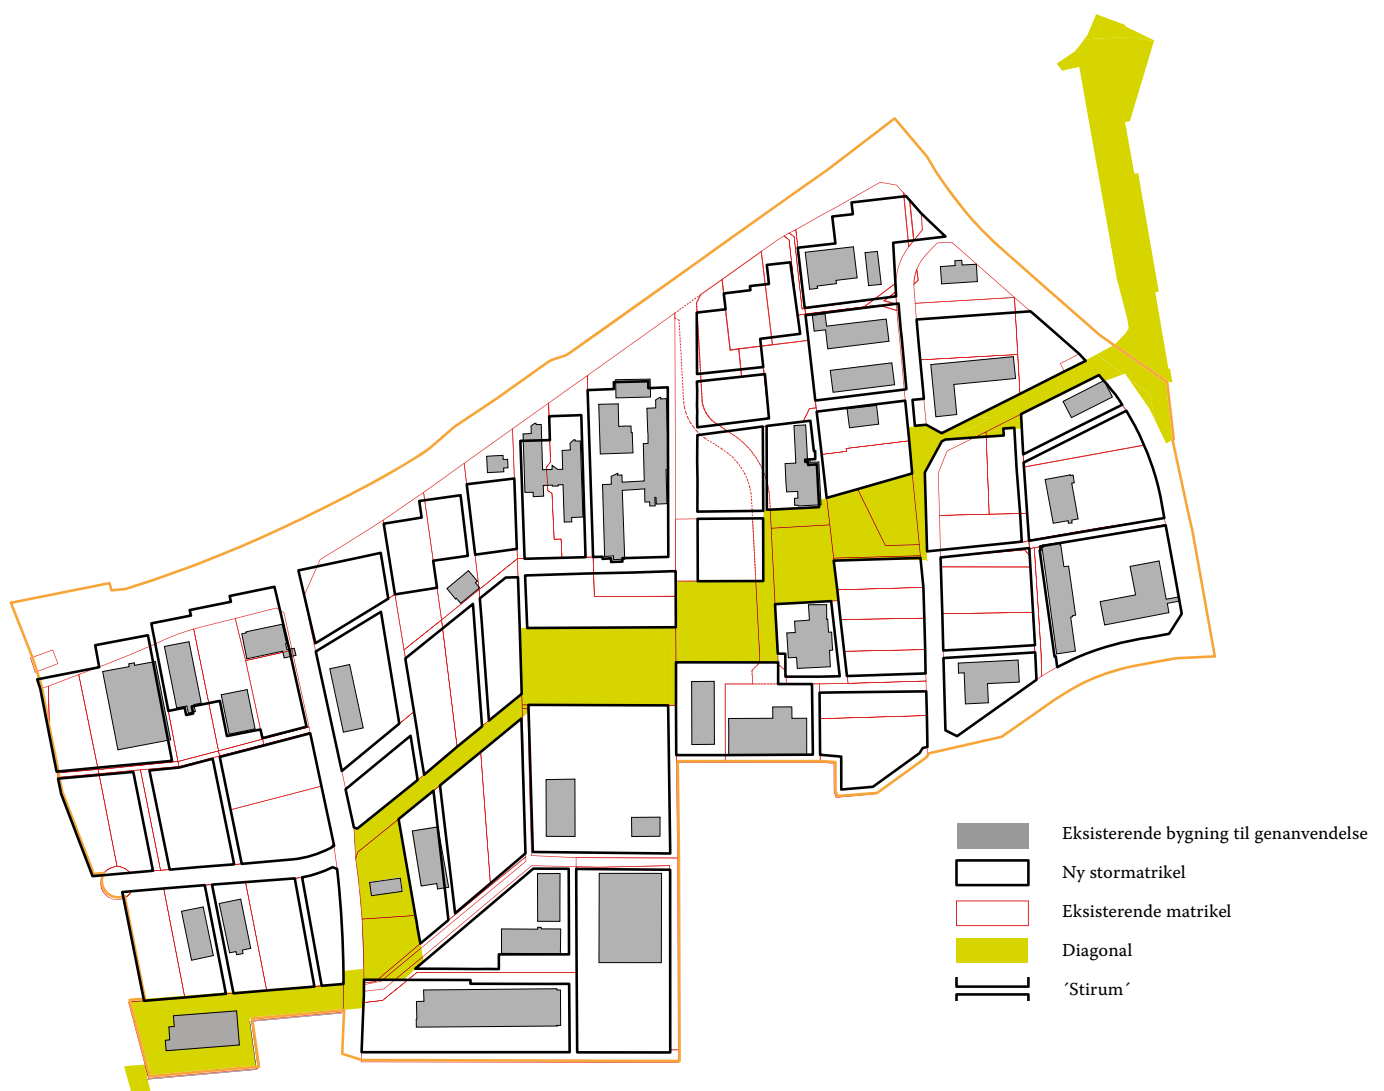 Eksisterende bygning til genanvendelse
Ny stormatrikel
Eksisterende matrikel
Diagonal
´Stirum´